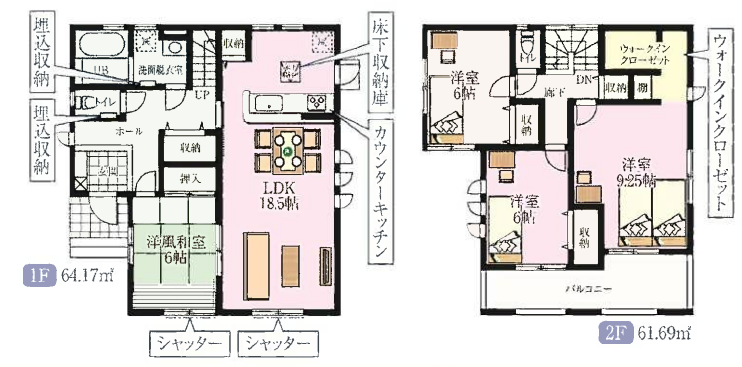 埋込収納
埋込収納
UB
洗面脱衣室
収納
床下収納庫
トイレ
UP
ホール
収納
玄関
押入
LDK
18.5帖
カウンターキッチン
洋風和室
6帖
1F 64.17㎡
シャッター
シャッター
洋室
6帖
トイレ
DN
廊下
ウォークイン
クローゼット
収納
棚
収納
ウォークインクローゼット
洋室
6帖
洋室
9.25帖
収納
バルコニー
2F 61.69㎡